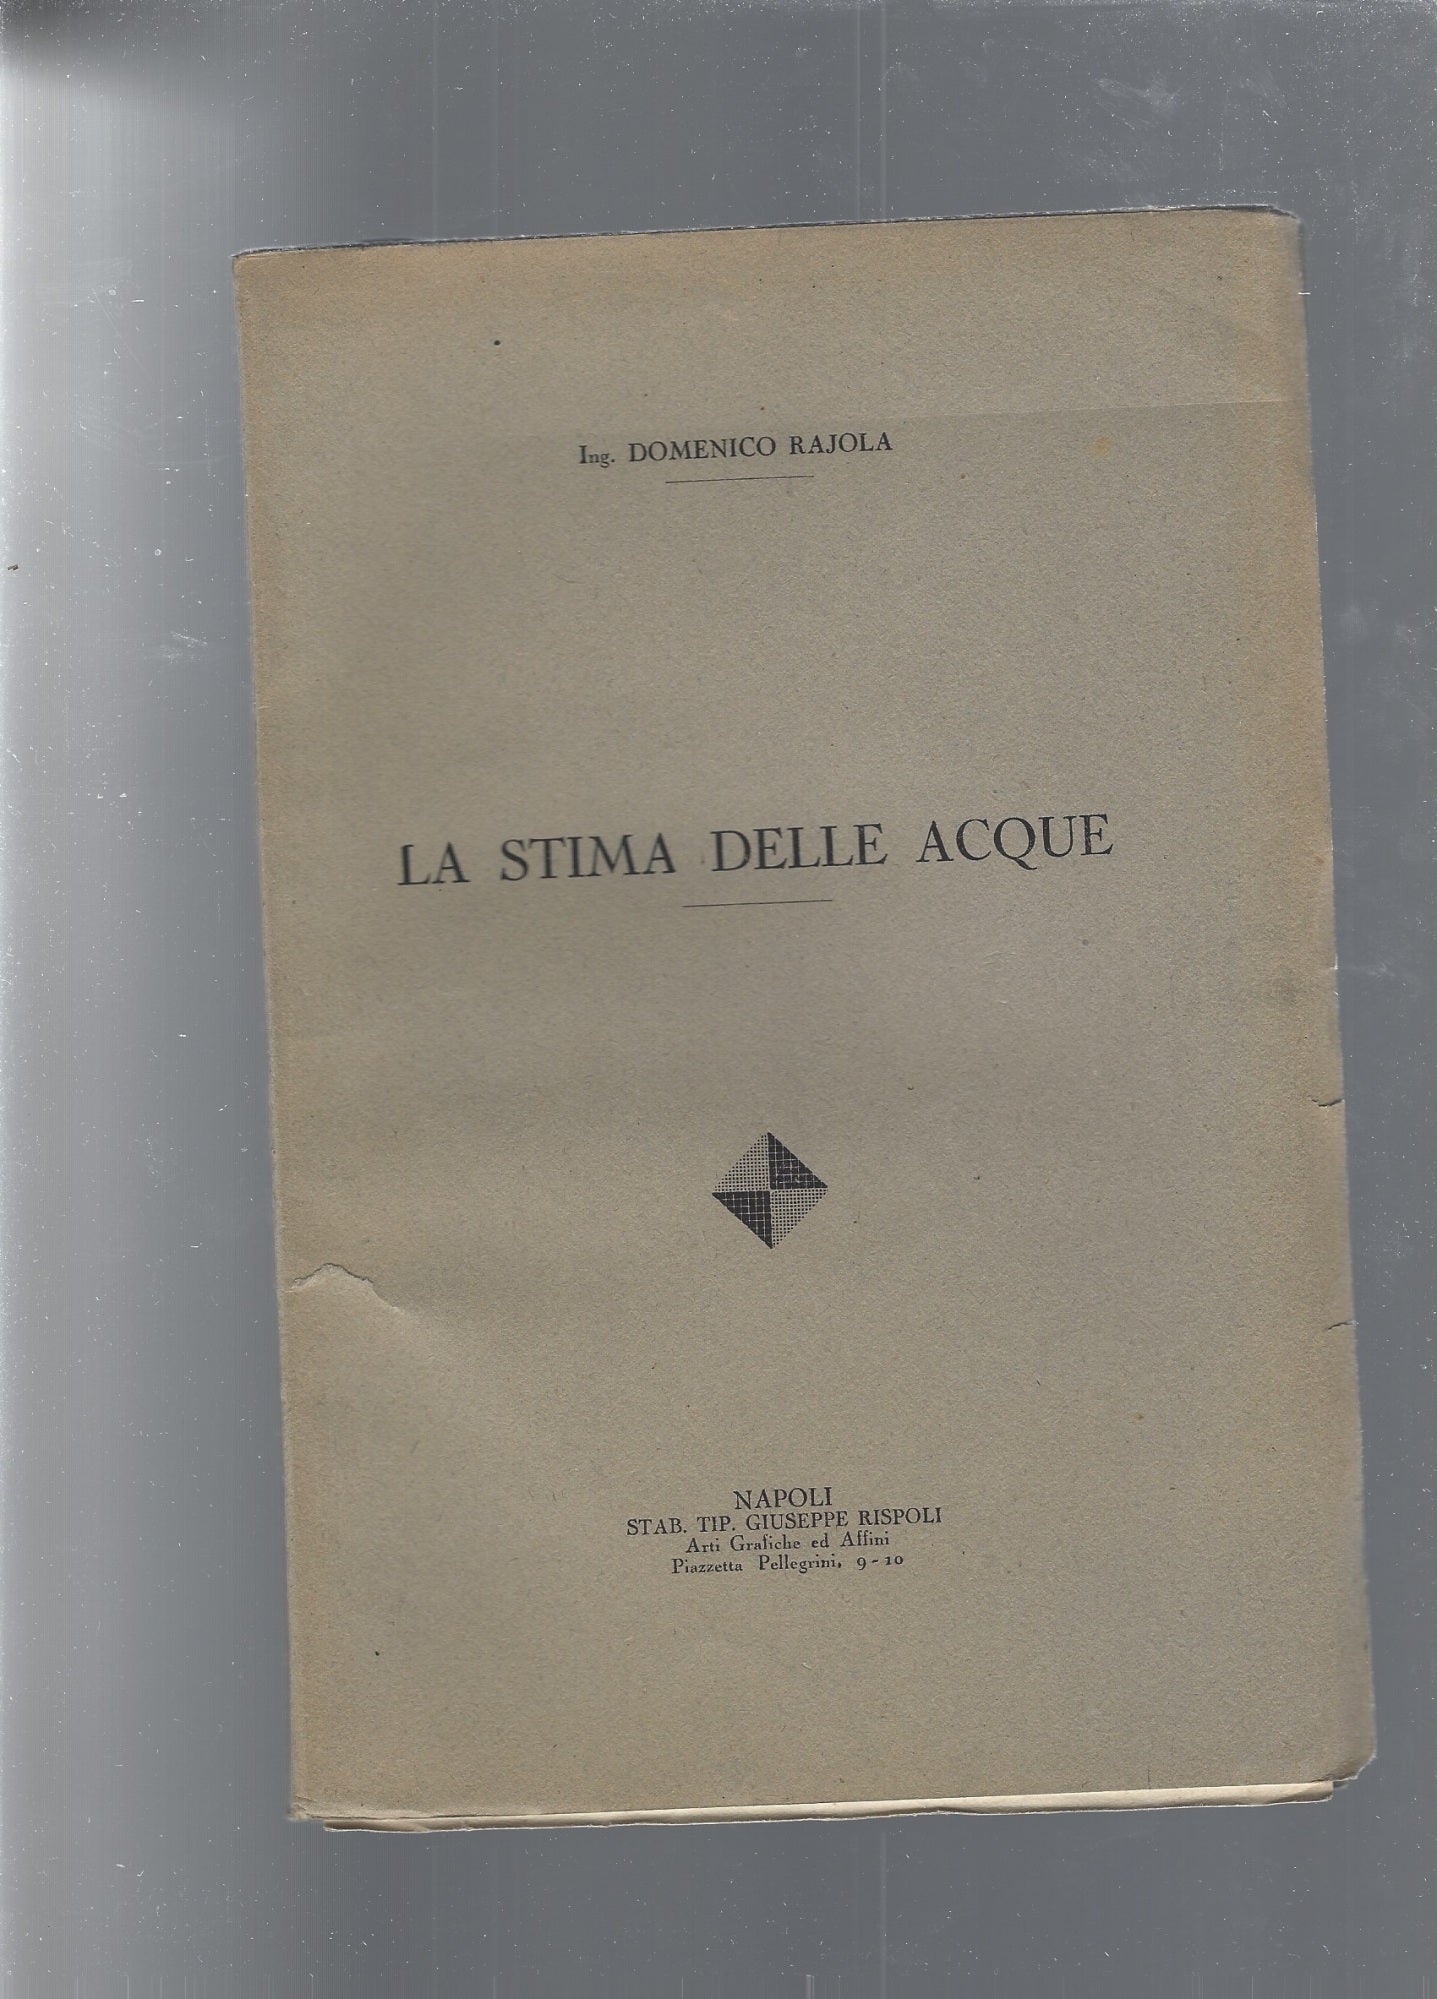 Ing. DOMENICO RAJOLA
LA STIMA DELLE ACQUE
NAPOLI
STAB. TIP. GIUSEPPE RISPOLI
Arti Grafiche ed Affini
Piazzetta Pellegrini, 9-10